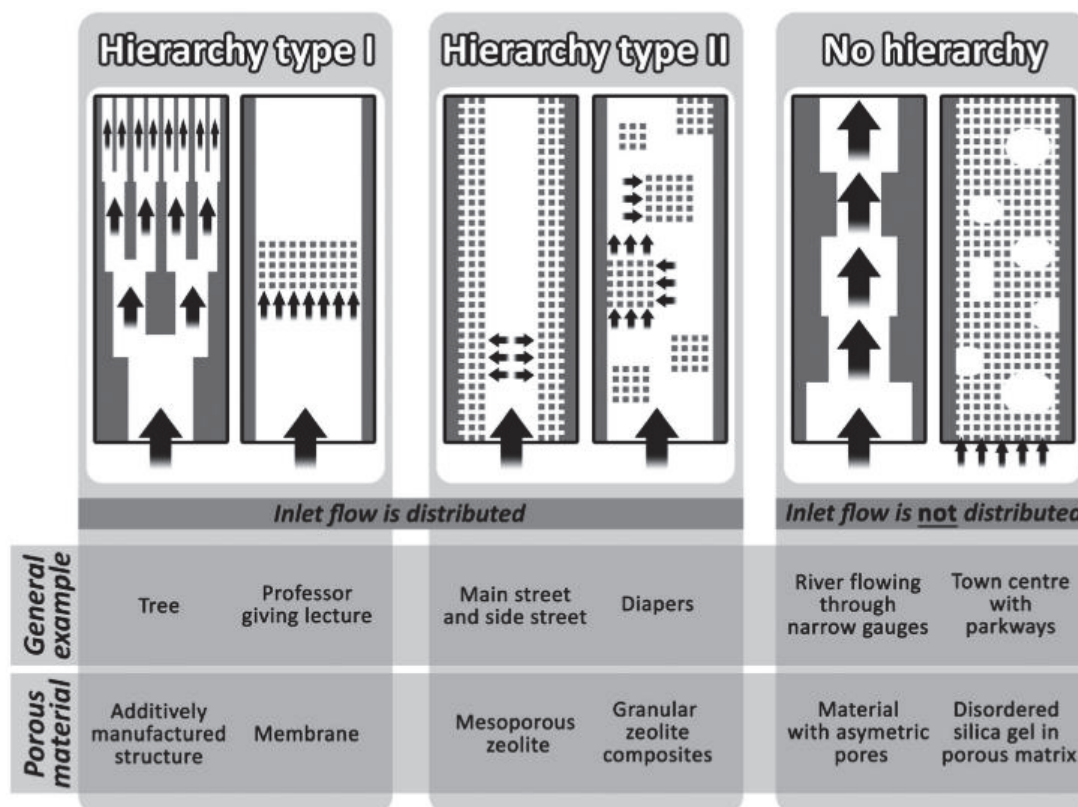 Hierarchy type I
Hierarchy type II
No hierarchy
Inlet flow is distributed
Inlet flow is not distributed
General
example
Tree
Professor
giving lecture
Main street
and side street
Diapers
River flowing
through
narrow gauges
Town centre
with
parkways
Porous
material
Additively
manufactured
structure
Membrane
Mesoporous
zeolite
Granular
zeolite
composites
Material
with asymetric
pores
Disordered
silica gel in
porous matrix